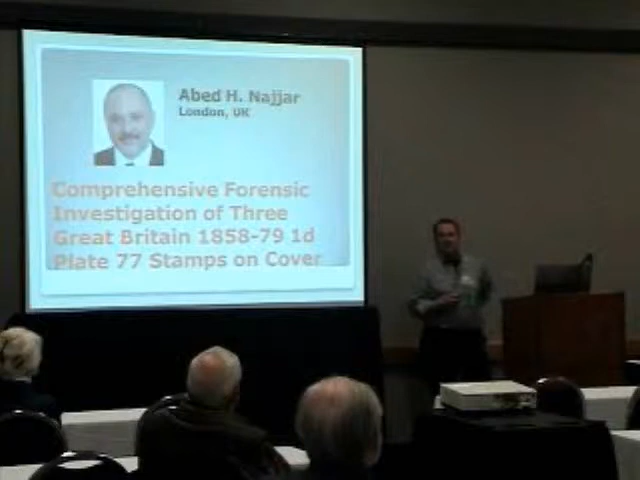 Abed H. Najjar
London, UK
Comprehensive Forensic
Investigation of Three
Great Britain 1858-79 1d
Plate 77 Stamps on Cover